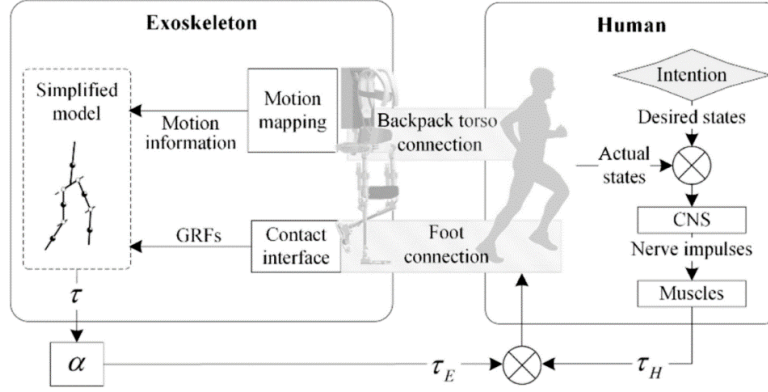 Exoskeleton
Human
Simplified
model
Motion
information
Motion
mapping
Backpack torso
connection
Intention
Desired states
Actual
states
CNS
Nerve impulses
Muscles
GRFs
Contact
interface
Foot
connection
τ
α
τ_E
τ_H